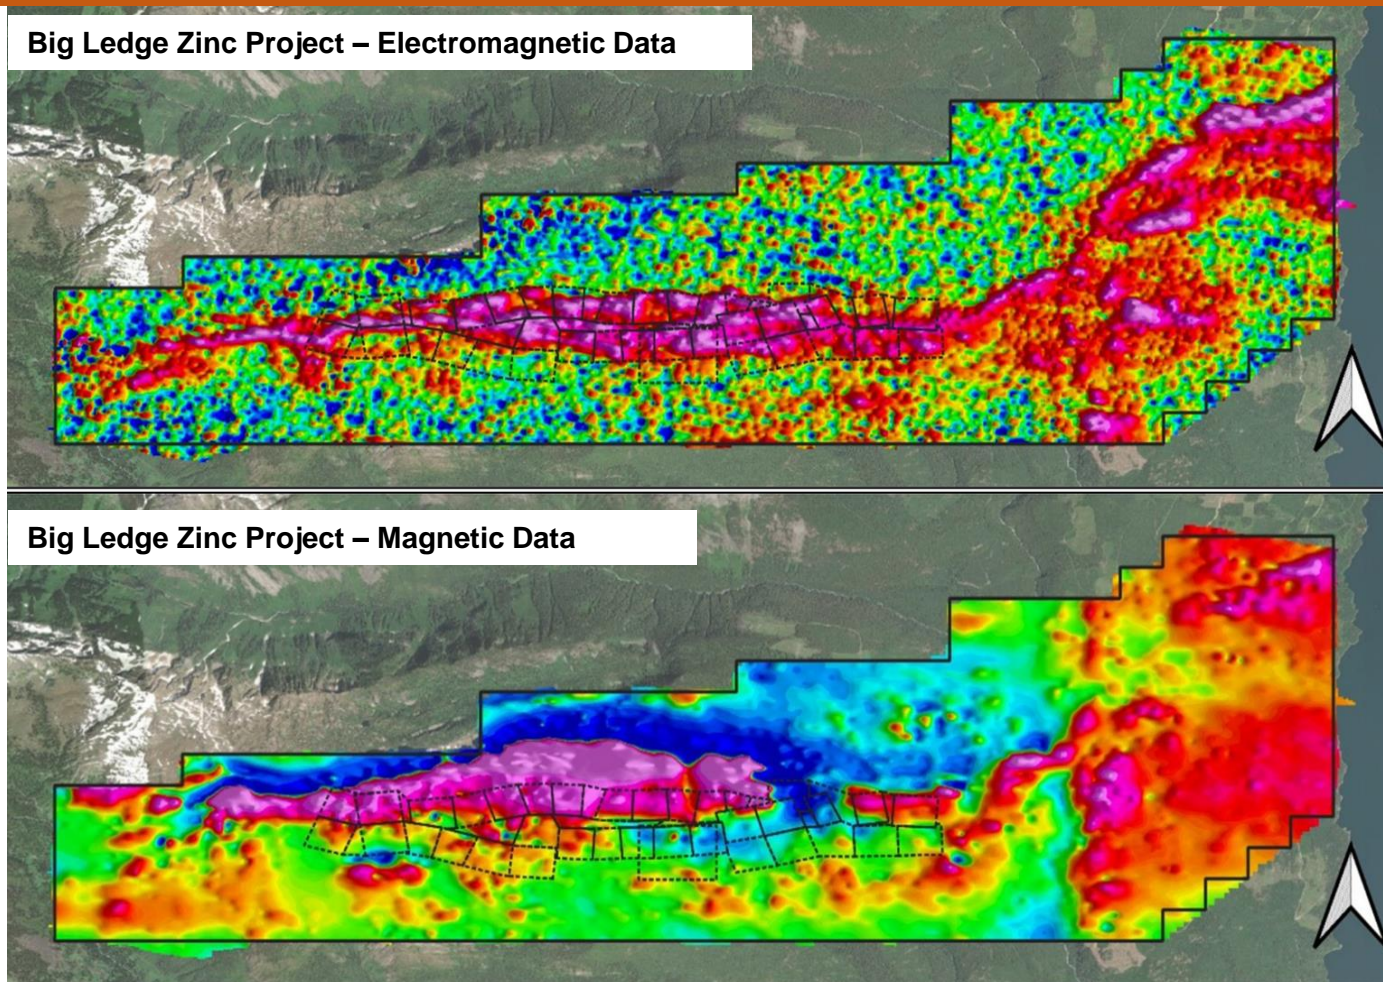 Big Ledge Zinc Project – Electromagnetic Data
Big Ledge Zinc Project – Magnetic Data